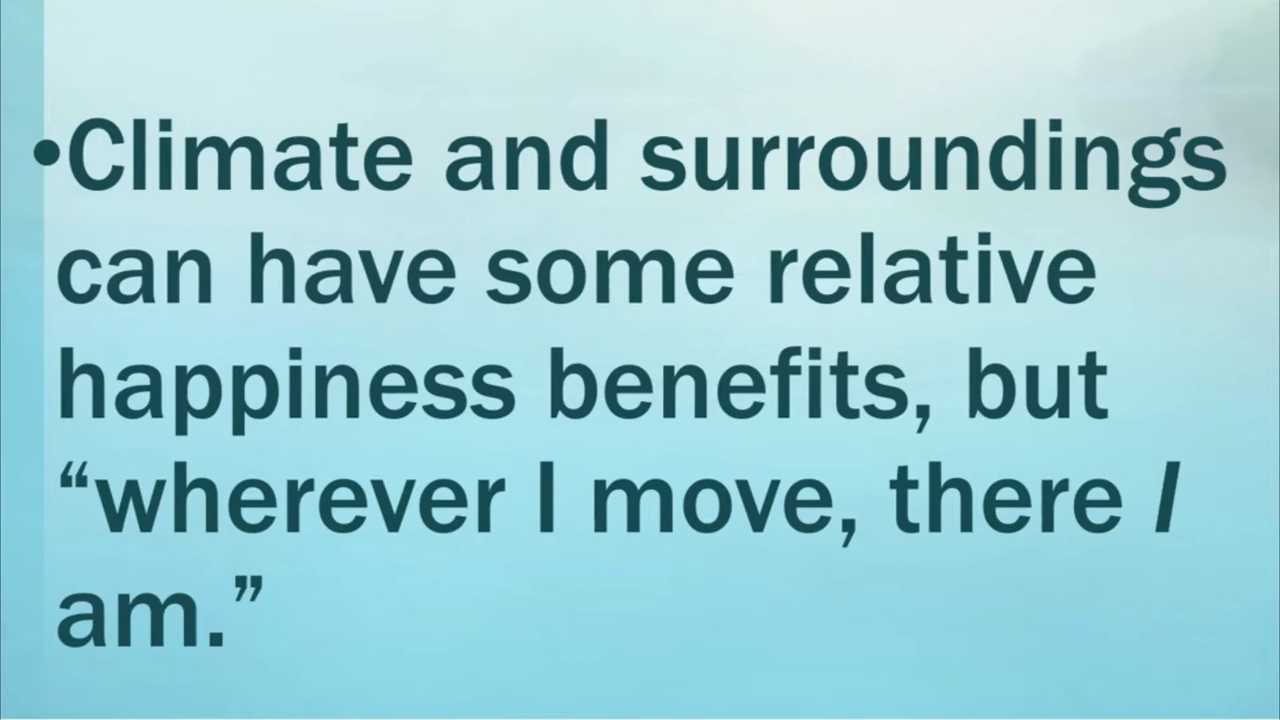 •Climate and surroundings
can have some relative
happiness benefits, but
“wherever I move, there I
am.”